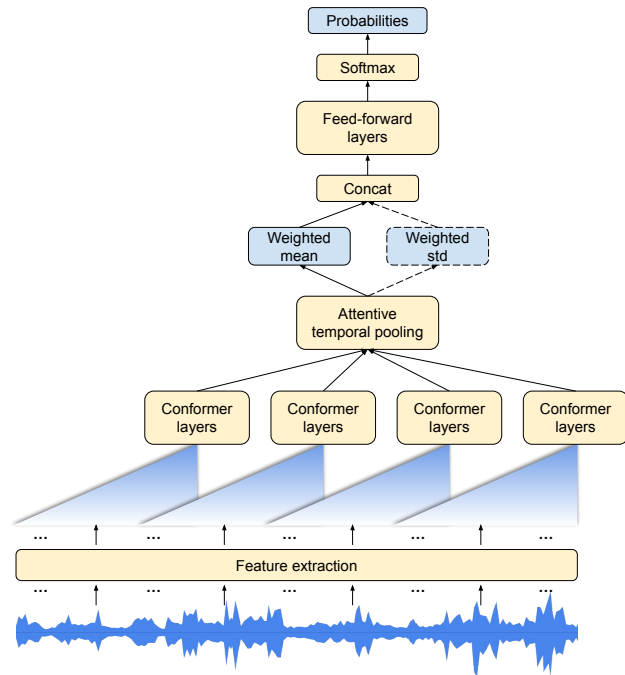 Probabilities
Softmax
Feed-forward
layers
Concat
Weighted
mean
Weighted
std
Attentive
temporal pooling
Conformer
layers
Conformer
layers
Conformer
layers
Conformer
layers
... ... ... ... ...
Feature extraction
... ... ... ... ...